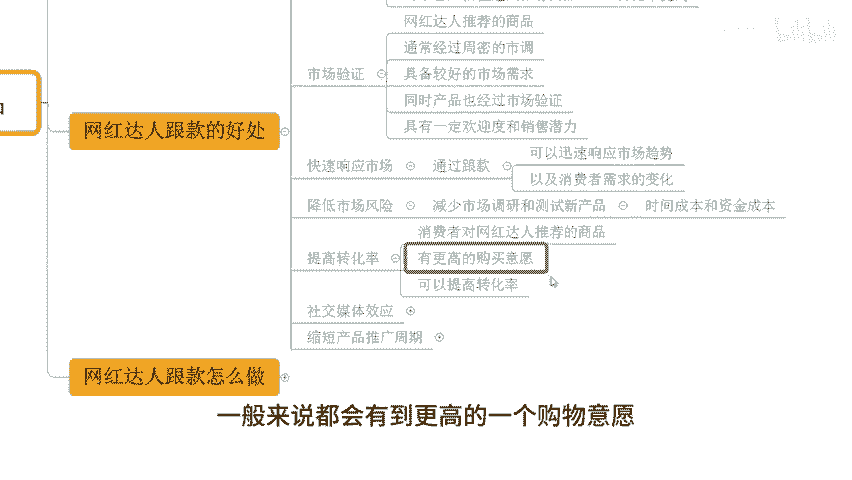 网红达人推荐的商品
通常经过周密的市调
市场验证 具备较好的市场需求
同时产品也经过市场验证
网红达人跟款的好处
具有一定欢迎度和销售潜力
可以迅速响应市场趋势
快速响应市场 通过跟款
以及消费者需求的变化
降低市场风险 减少市场调研和测试新产品 时间成本和资金成本
消费者对网红达人推荐的商品
提高转化率 有更高的购买意愿
可以提高转化率
社交媒体效应
缩短产品推广周期
网红达人跟款怎么做
一般来说都会有到更高的一个购物意愿